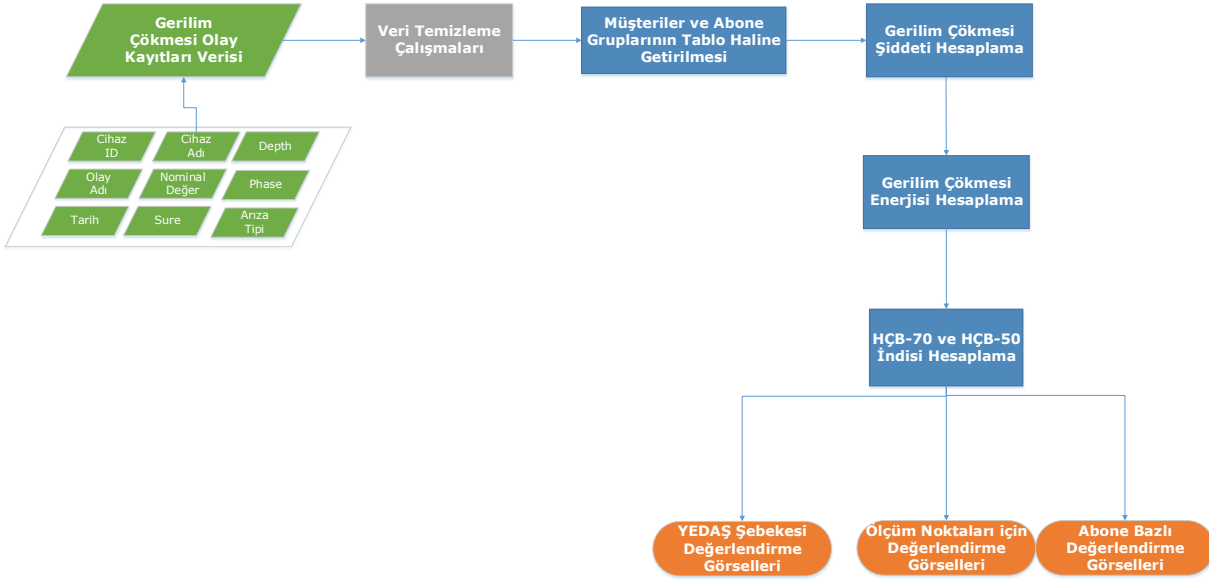 Gerilim
Çökmesi Olay
Kayıtları Verisi
Veri Temizleme
Çalışmaları
Müşteriler ve Abone
Gruplarının Tablo Haline
Getirilmesi
Gerilim Çökmesi
Şiddeti Hesaplama
Cihaz
ID
Cihaz
Adı
Depth
Olay
Adı
Nominal
Değer
Phase
Tarih
Sure
Arıza
Tipi
Gerilim Çökmesi
Enerjisi Hesaplama
HÇB-70 ve HÇB-50
İndisi Hesaplama
YEDAŞ Şebekesi
Değerlendirme
Görselleri
Ölçüm Noktaları için
Değerlendirme
Görselleri
Abone Bazlı
Değerlendirme
Görselleri